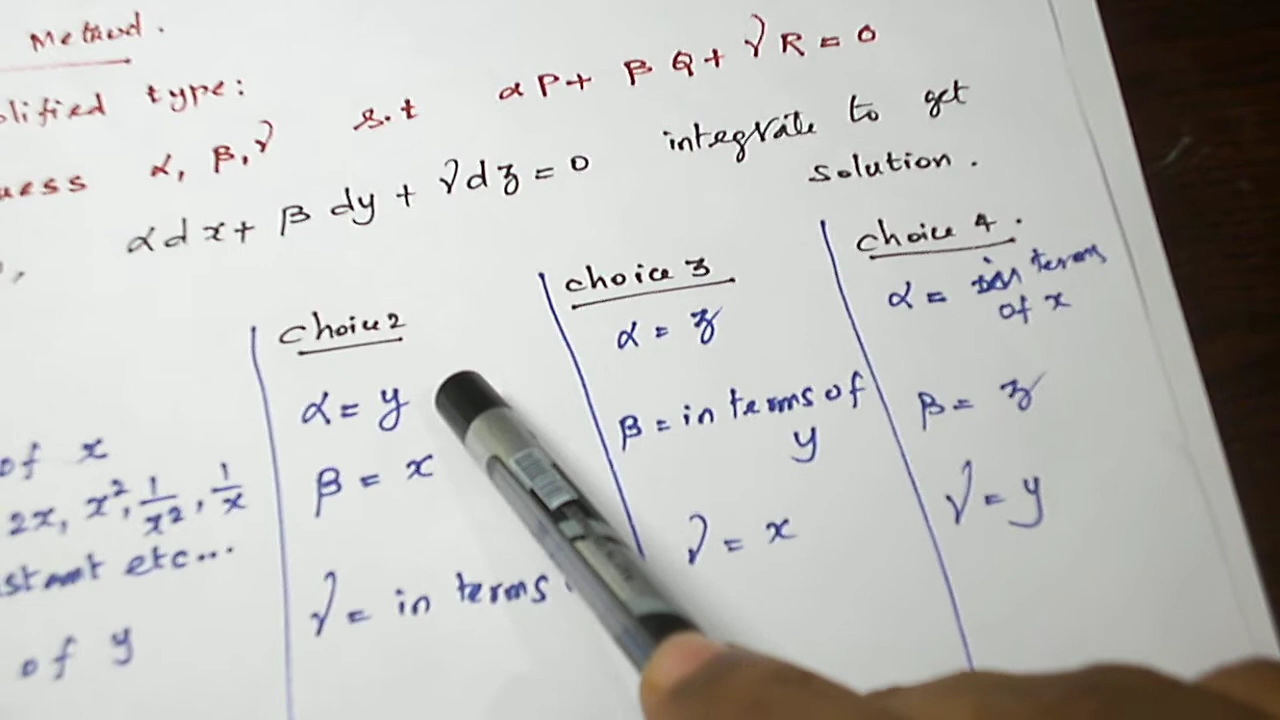 Method.
plified type:
uess α, β, γ s.t αP + βQ + γR = 0
αdx + βdy + γdz = 0 integrate to get
solution.
of x
2x, x², 1/x², 1/x
stant etc...
of y
Choice 2
α = y
β = x
γ = in terms
Choice 3
α = z
β = in terms of
y
γ = x
Choice 4.
α = in terms
of x
β = z
γ = y